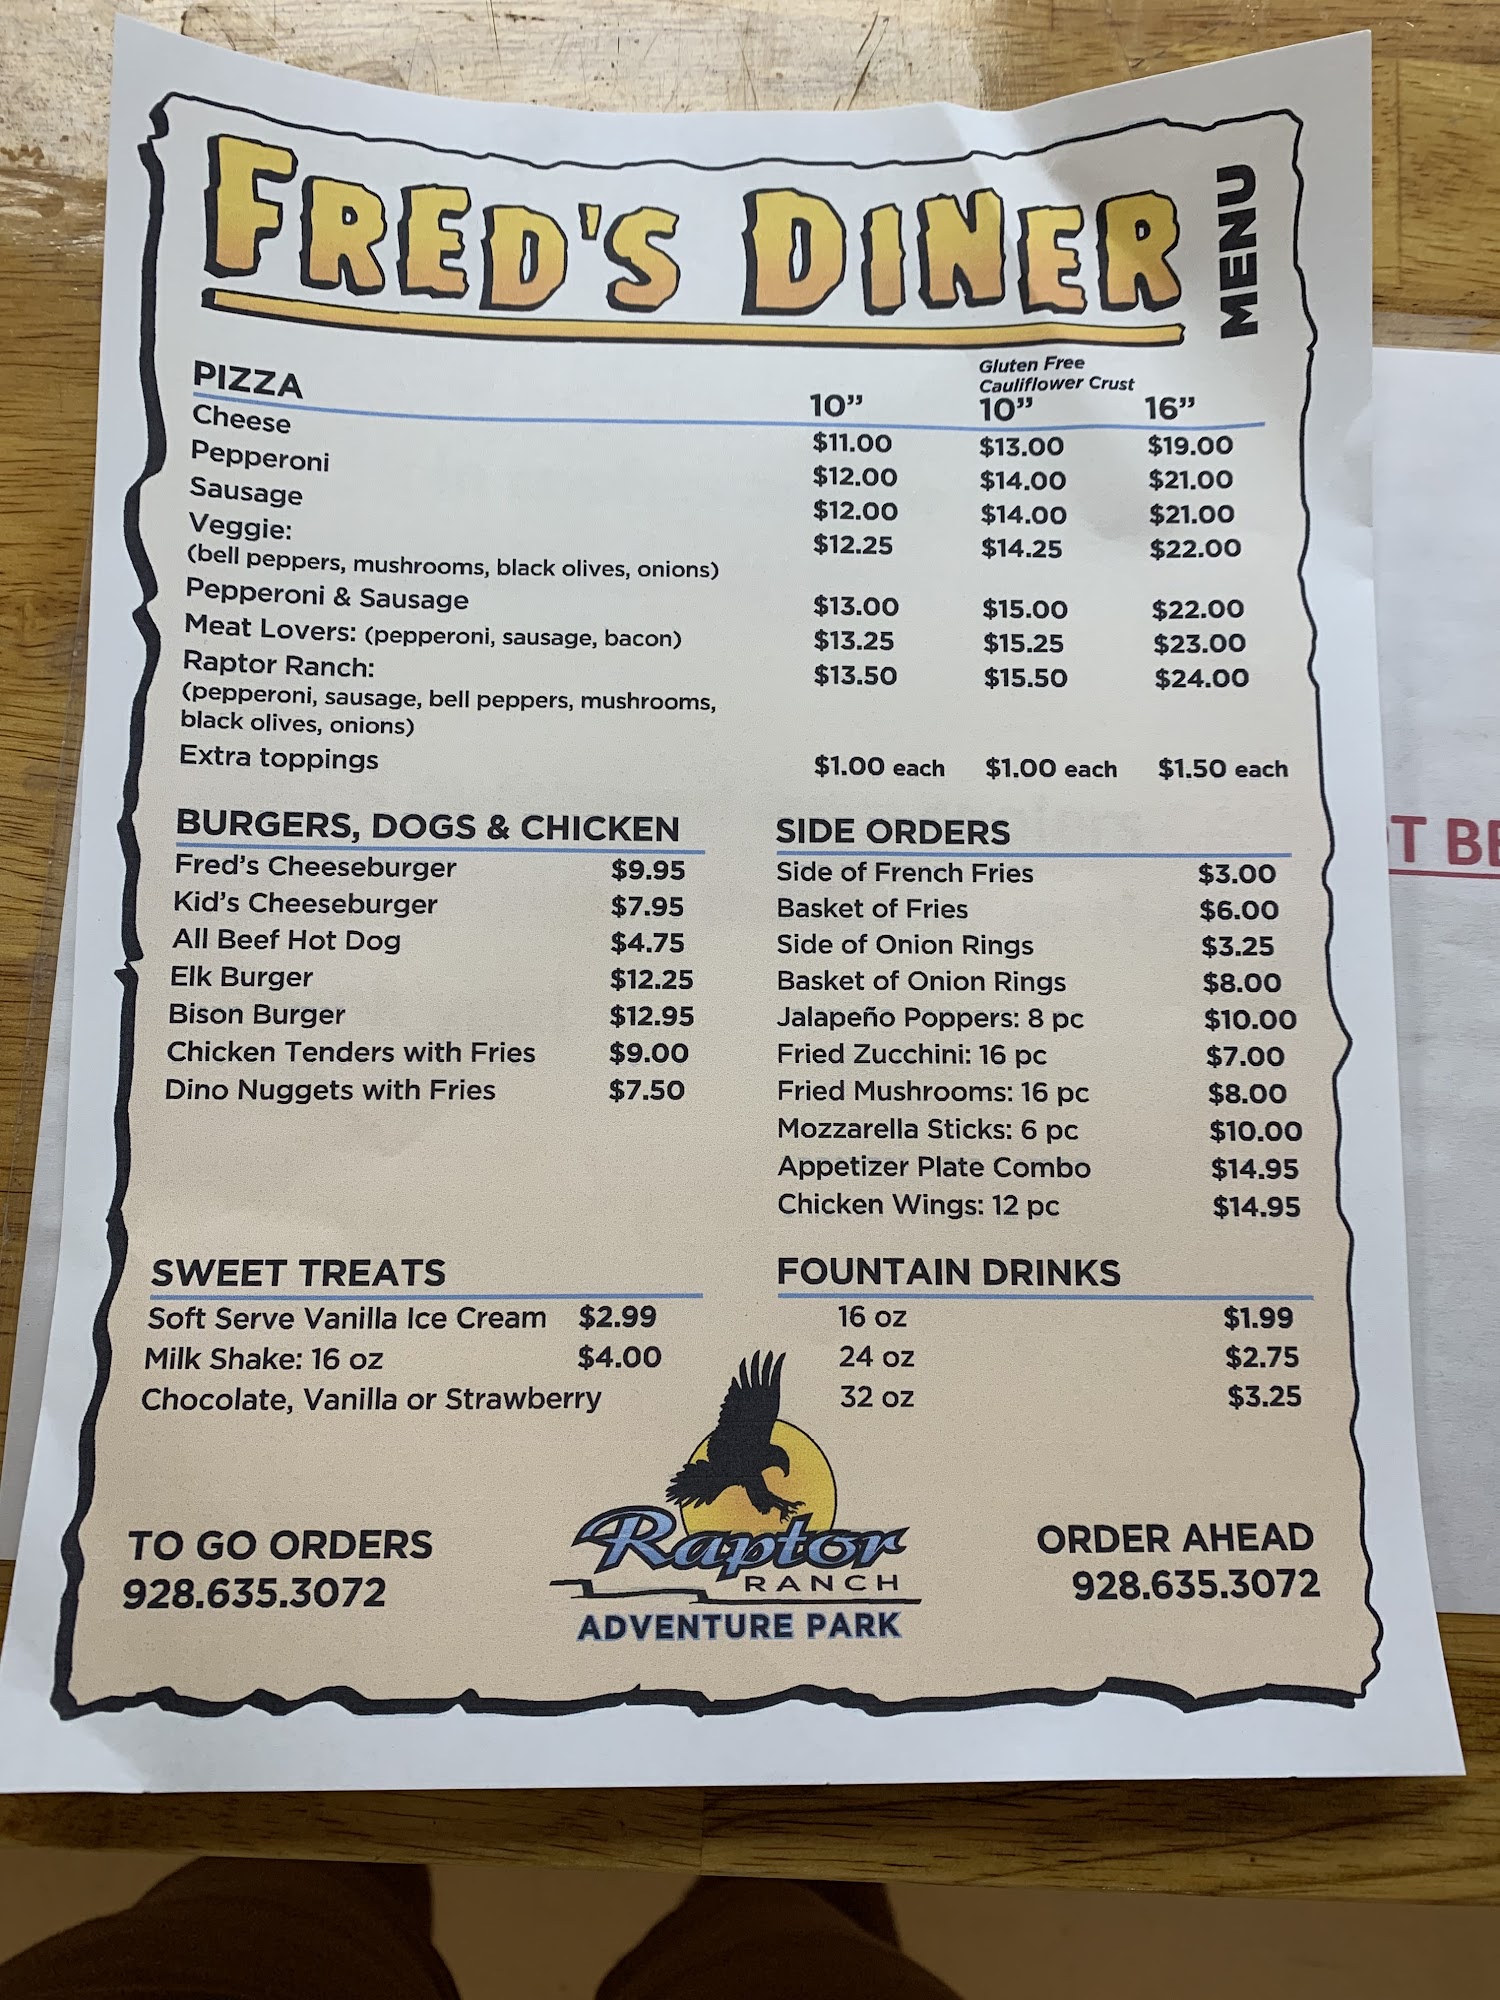 FRED'S DINER
MENU
PIZZA 10” Gluten Free Cauliflower Crust 10” 16”
Cheese $11.00 $13.00 $19.00
Pepperoni $12.00 $14.00 $21.00
Sausage $12.00 $14.00 $21.00
Veggie: $12.25 $14.25 $22.00
(bell peppers, mushrooms, black olives, onions)
Pepperoni & Sausage $13.00 $15.00 $22.00
Meat Lovers: (pepperoni, sausage, bacon) $13.25 $15.25 $23.00
Raptor Ranch: $13.50 $15.50 $24.00
(pepperoni, sausage, bell peppers, mushrooms,
black olives, onions)
Extra toppings $1.00 each $1.00 each $1.50 each
BURGERS, DOGS & CHICKEN
Fred’s Cheeseburger $9.95
Kid’s Cheeseburger $7.95
All Beef Hot Dog $4.75
Elk Burger $12.25
Bison Burger $12.95
Chicken Tenders with Fries $9.00
Dino Nuggets with Fries $7.50
SIDE ORDERS
Side of French Fries $3.00
Basket of Fries $6.00
Side of Onion Rings $3.25
Basket of Onion Rings $8.00
Jalapeño Poppers: 8 pc $10.00
Fried Zucchini: 16 pc $7.00
Fried Mushrooms: 16 pc $8.00
Mozzarella Sticks: 6 pc $10.00
Appetizer Plate Combo $14.95
Chicken Wings: 12 pc $14.95
SWEET TREATS
Soft Serve Vanilla Ice Cream $2.99
Milk Shake: 16 oz $4.00
Chocolate, Vanilla or Strawberry
FOUNTAIN DRINKS
16 oz $1.99
24 oz $2.75
32 oz $3.25
TO GO ORDERS
928.635.3072
Raptor
RANCH
ADVENTURE PARK
ORDER AHEAD
928.635.3072